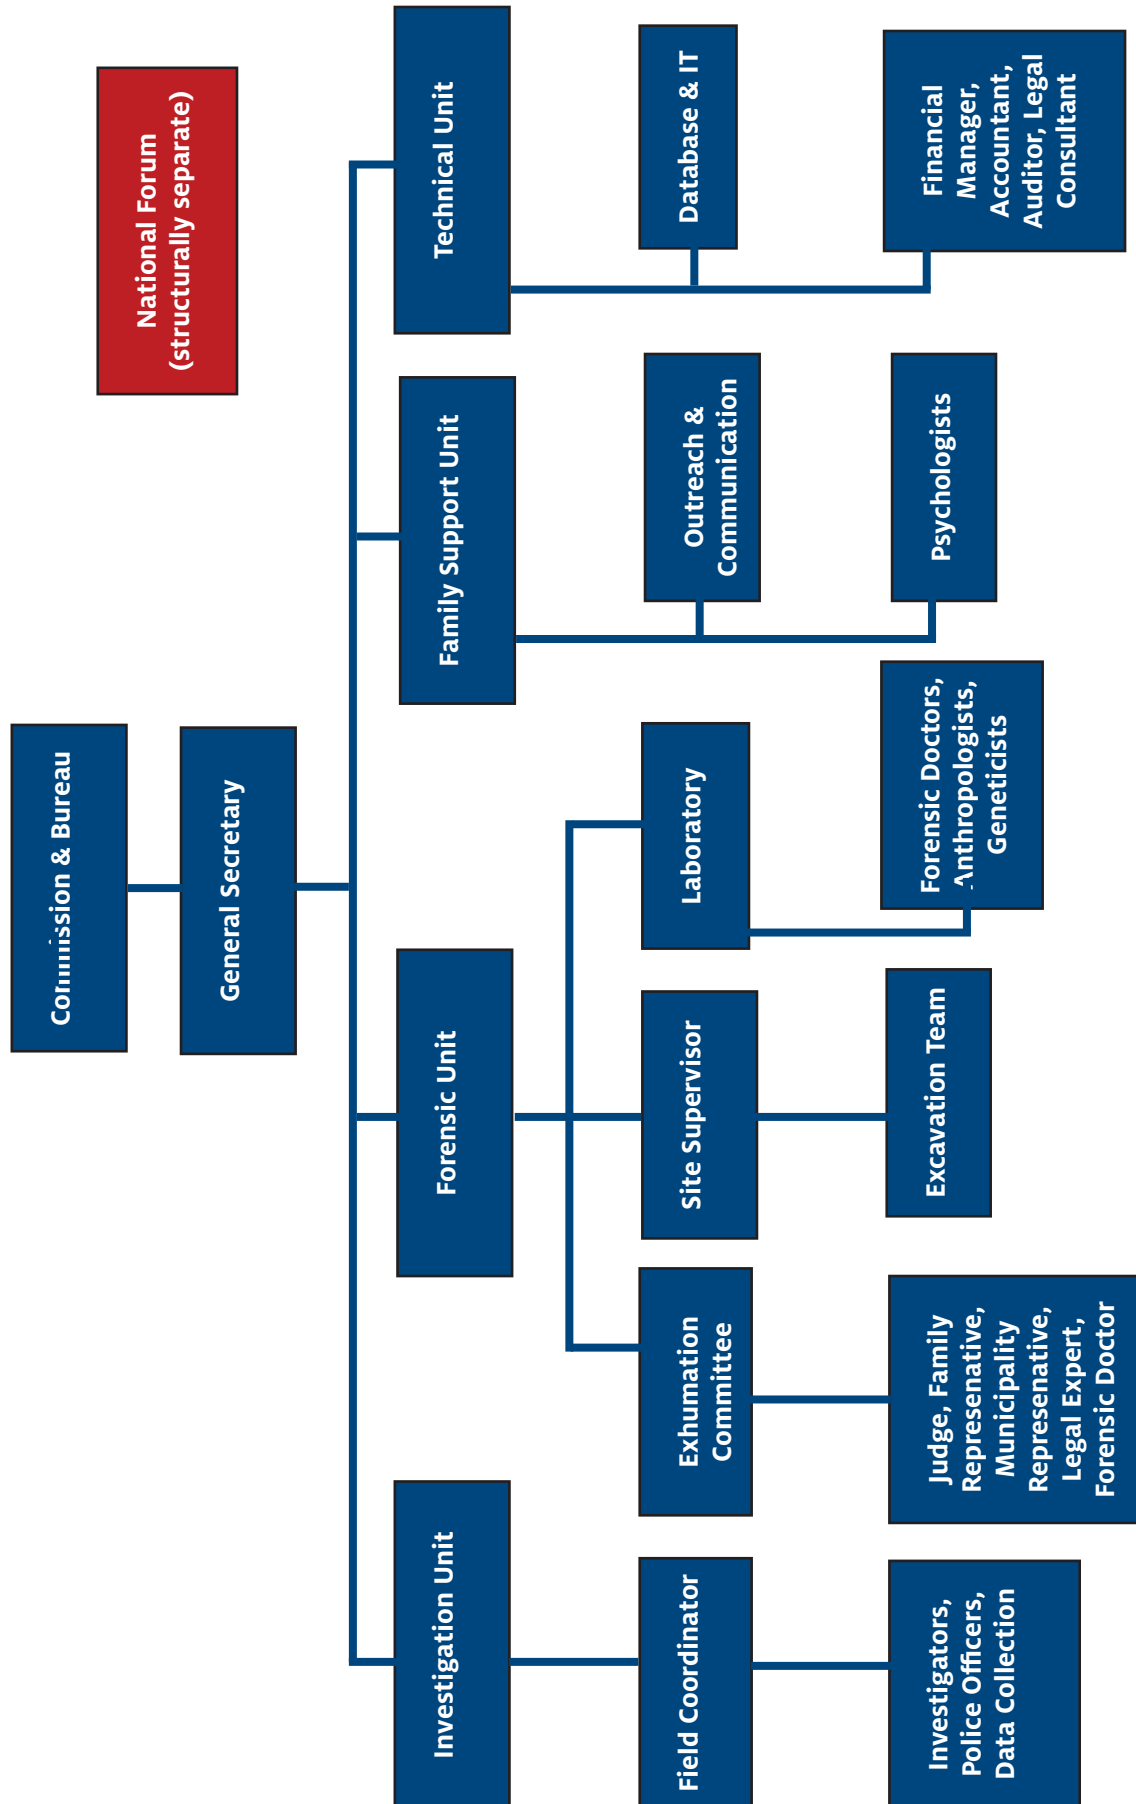 National Forum
(structurally separate)
Commission & Bureau
General Secretary
Investigation Unit
Forensic Unit
Family Support Unit
Technical Unit
Field Coordinator
Exhumation
Committee
Site Supervisor
Laboratory
Outreach &
Communication
Database & IT
Investigators,
Police Officers,
Data Collection
Judge, Family
Represenative,
Municipality
Represenative,
Legal Expert,
Forensic Doctor
Excavation Team
Forensic Doctors,
Anthropologists,
Geneticists
Psychologists
Financial
Manager,
Accountant,
Auditor, Legal
Consultant